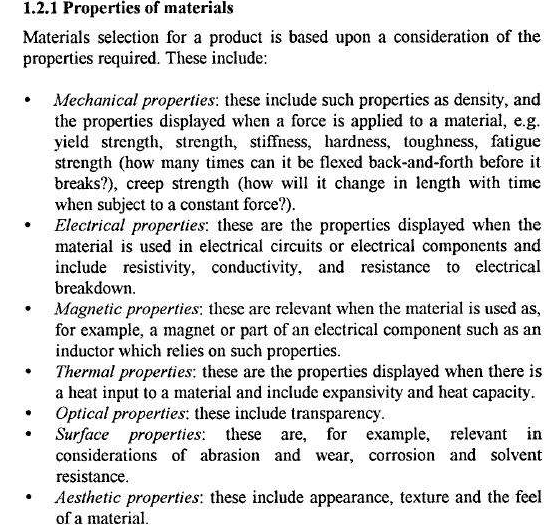 1.2.1 Properties of materials
Materials selection for a product is based upon a consideration of the
properties required. These include:
• Mechanical properties: these include such properties as density, and
the properties displayed when a force is applied to a material, e.g.
yield strength, strength, stiffness, hardness, toughness, fatigue
strength (how many times can it be flexed back-and-forth before it
breaks?), creep strength (how will it change in length with time
when subject to a constant force?).
• Electrical properties: these are the properties displayed when the
material is used in electrical circuits or electrical components and
include resistivity, conductivity, and resistance to electrical
breakdown.
• Magnetic properties: these are relevant when the material is used as,
for example, a magnet or part of an electrical component such as an
inductor which relies on such properties.
• Thermal properties: these are the properties displayed when there is
a heat input to a material and include expansivity and heat capacity.
• Optical properties: these include transparency.
• Surface properties: these are, for example, relevant in
considerations of abrasion and wear, corrosion and solvent
resistance.
• Aesthetic properties: these include appearance, texture and the feel
of a material.